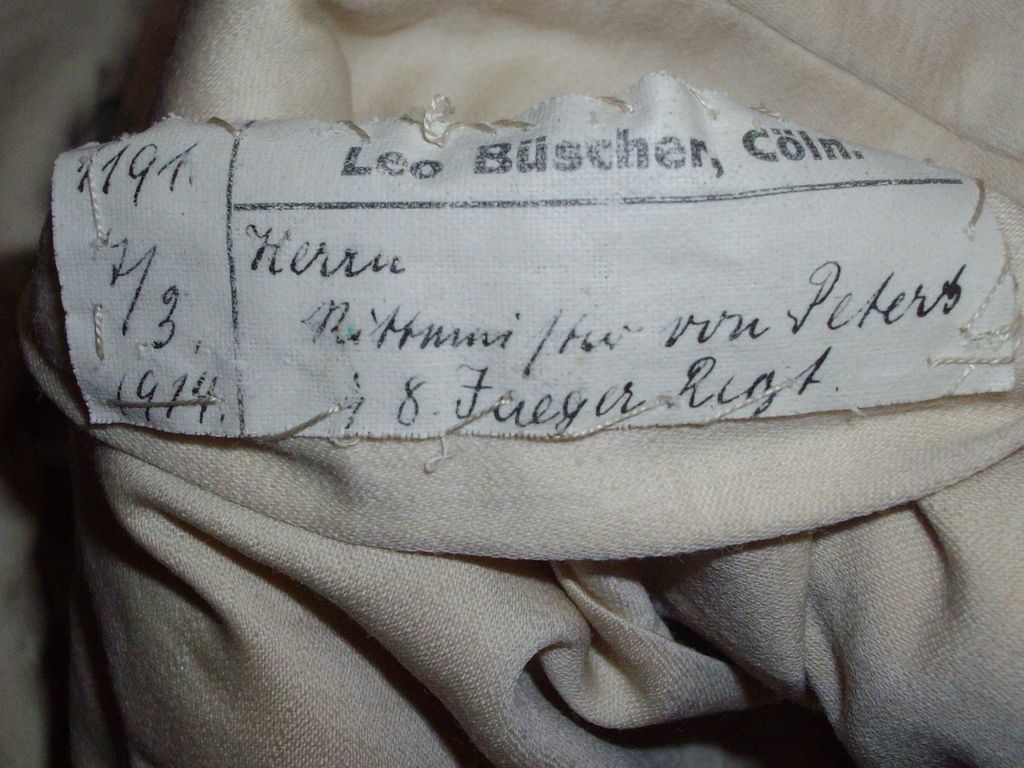 1191.
7/3.
1914.
Leo Büscher, Cöln.
Herrn
Rittmeister von Peters
8. Jaeger Regt.